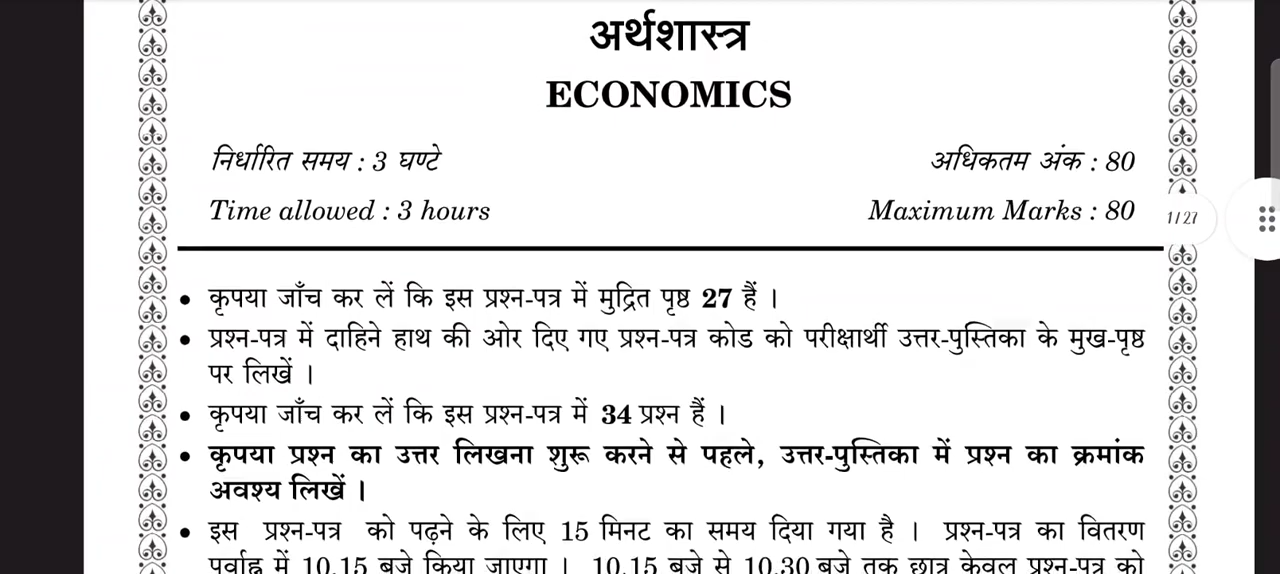 अर्थशास्त्र
ECONOMICS
निर्धारित समय : 3 घण्टे अधिकतम अंक : 80
Time allowed : 3 hours Maximum Marks : 80
1/27
• कृपया जाँच कर लें कि इस प्रश्न-पत्र में मुद्रित पृष्ठ 27 हैं ।
• प्रश्न-पत्र में दाहिने हाथ की ओर दिए गए प्रश्न-पत्र कोड को परीक्षार्थी उत्तर-पुस्तिका के मुख-पृष्ठ
पर लिखें ।
• कृपया जाँच कर लें कि इस प्रश्न-पत्र में 34 प्रश्न हैं ।
• कृपया प्रश्न का उत्तर लिखना शुरू करने से पहले, उत्तर-पुस्तिका में प्रश्न का क्रमांक
अवश्य लिखें ।
• इस प्रश्न-पत्र को पढ़ने के लिए 15 मिनट का समय दिया गया है । प्रश्न-पत्र का वितरण
पूर्वाह्न में 10.15 बजे किया जाएगा । 10.15 बजे से 10.30 बजे तक छात्र केवल प्रश्न-पत्र को